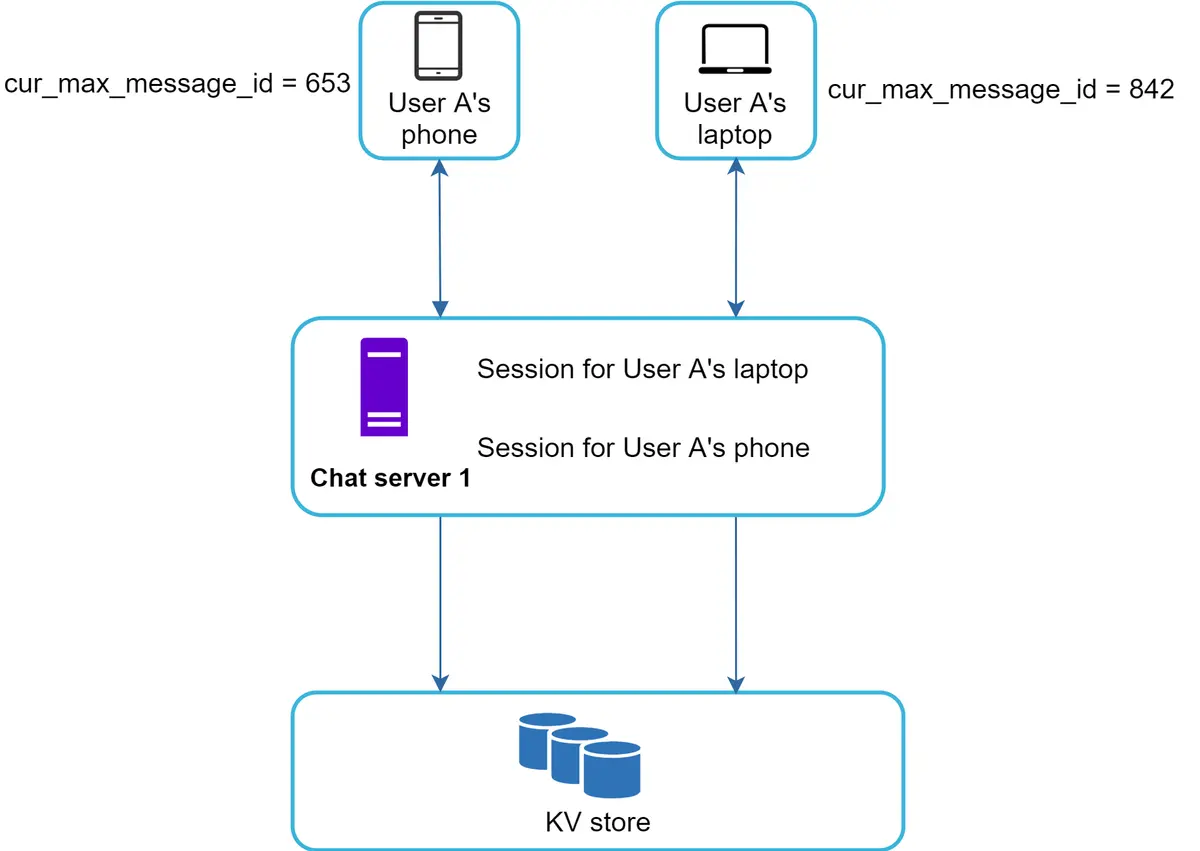 cur_max_message_id = 653
User A's
phone
User A's
laptop
cur_max_message_id = 842
Session for User A's laptop
Session for User A's phone
Chat server 1
KV store